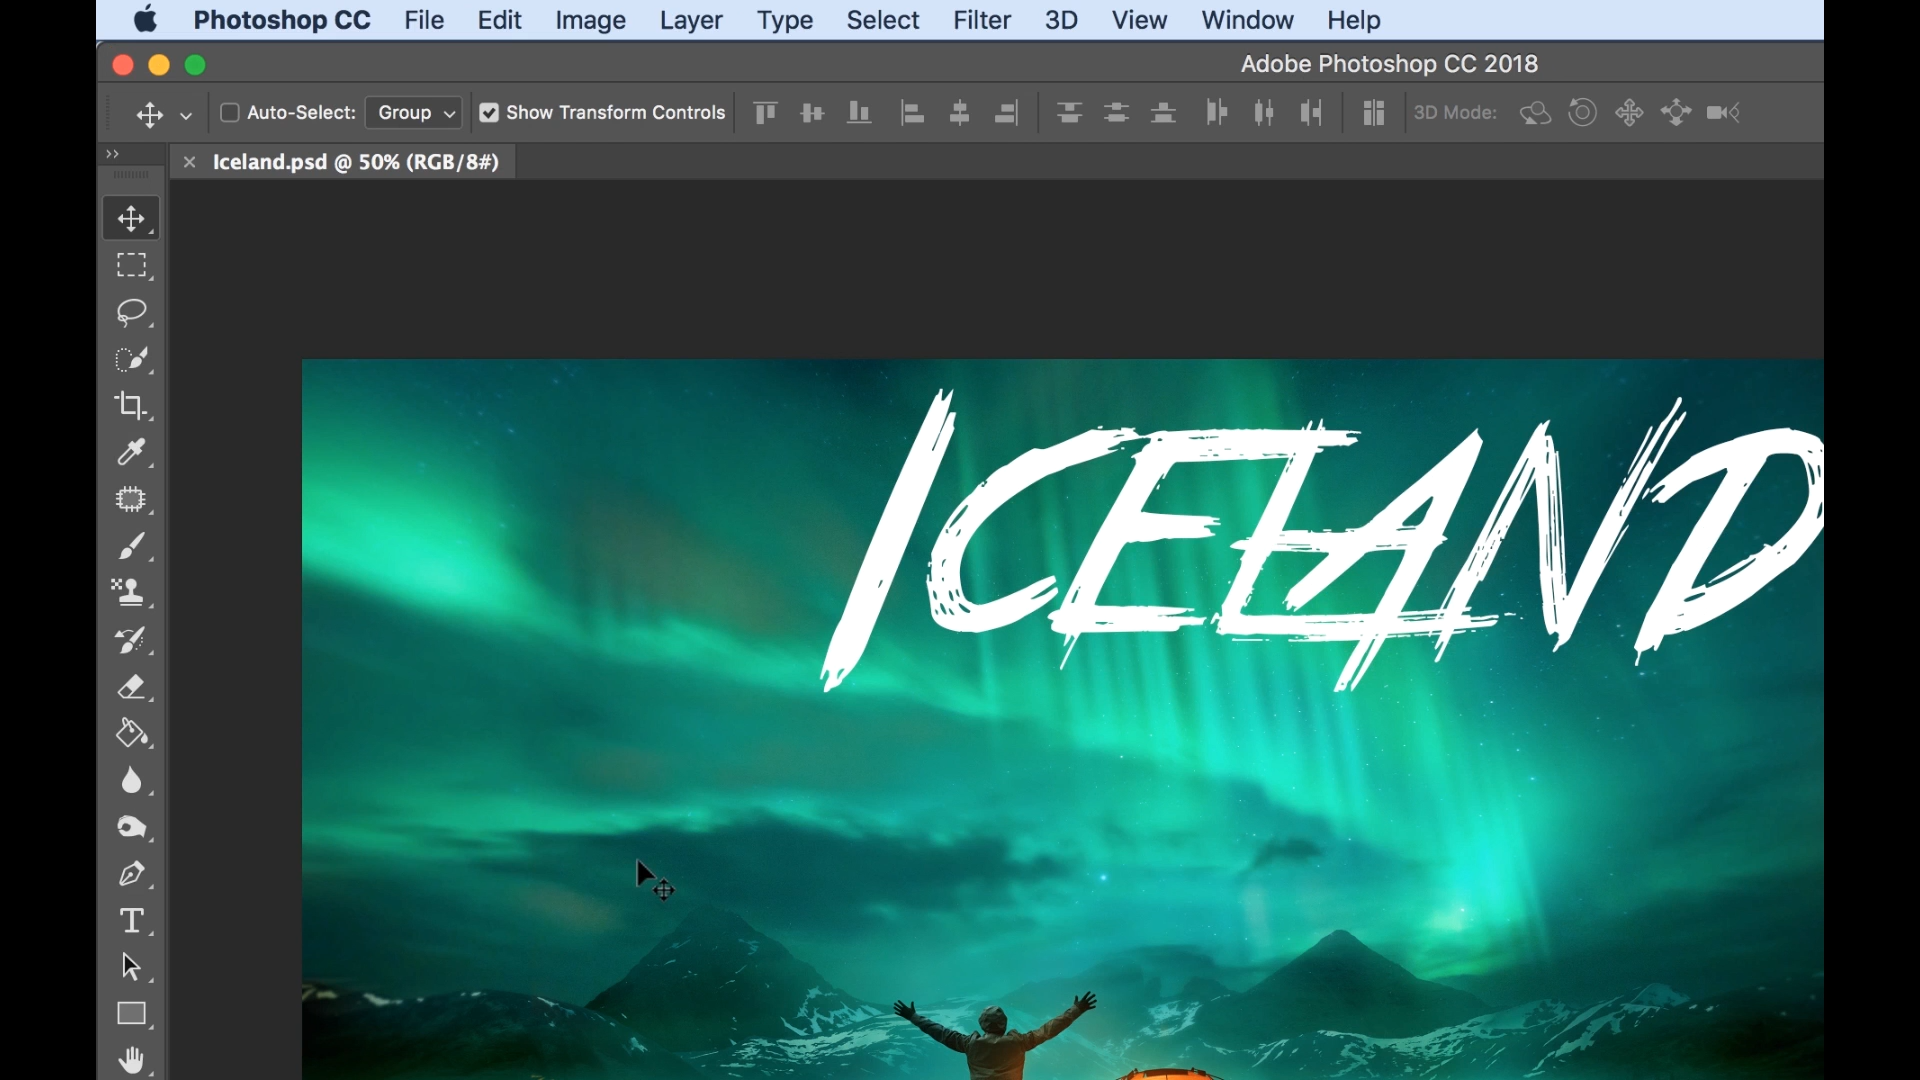 Photoshop CC File Edit Image Layer Type Select Filter 3D View Window Help
Adobe Photoshop CC 2018
Auto-Select: Group Show Transform Controls 3D Mode:
Iceland.psd @ 50% (RGB/8#)
ICELAND